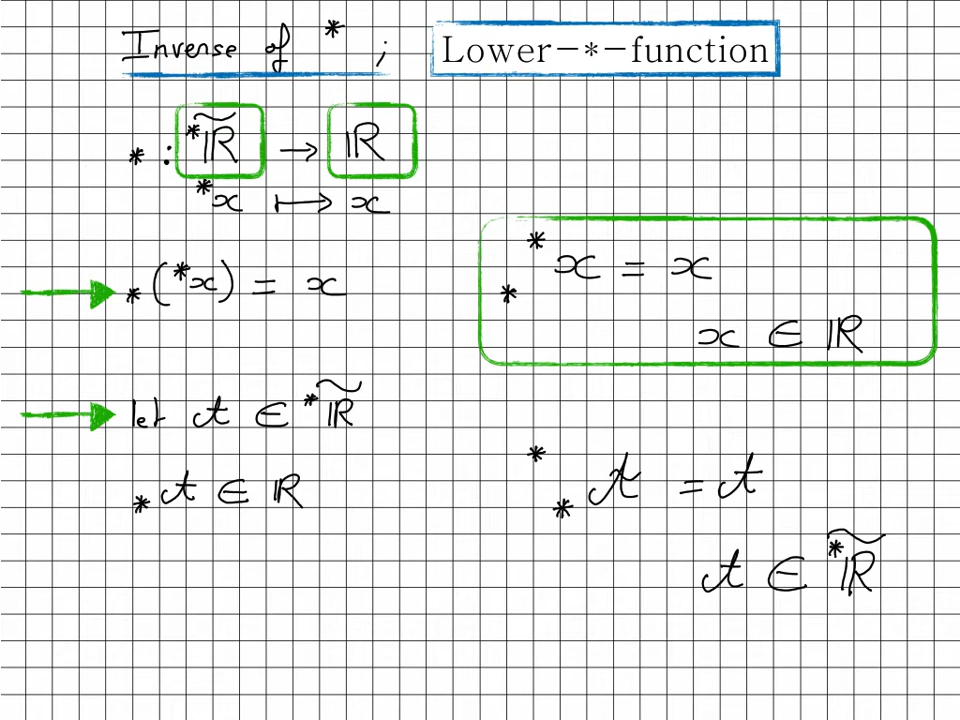 Inverse of * ; Lower-*-function
* : *ℝ̃ → ℝ
*x ↦ x
*(*x) = x
* * x = x
x ∈ ℝ
let t ∈ *ℝ̃
*t ∈ ℝ
* * t = t
t ∈ *ℝ̃